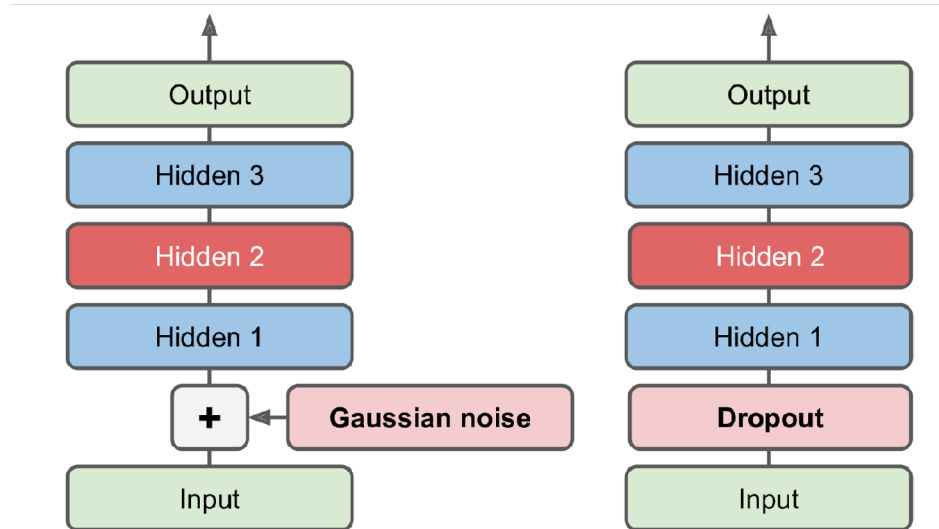 Output
Hidden 3
Hidden 2
Hidden 1
+
Gaussian noise
Input
Output
Hidden 3
Hidden 2
Hidden 1
Dropout
Input